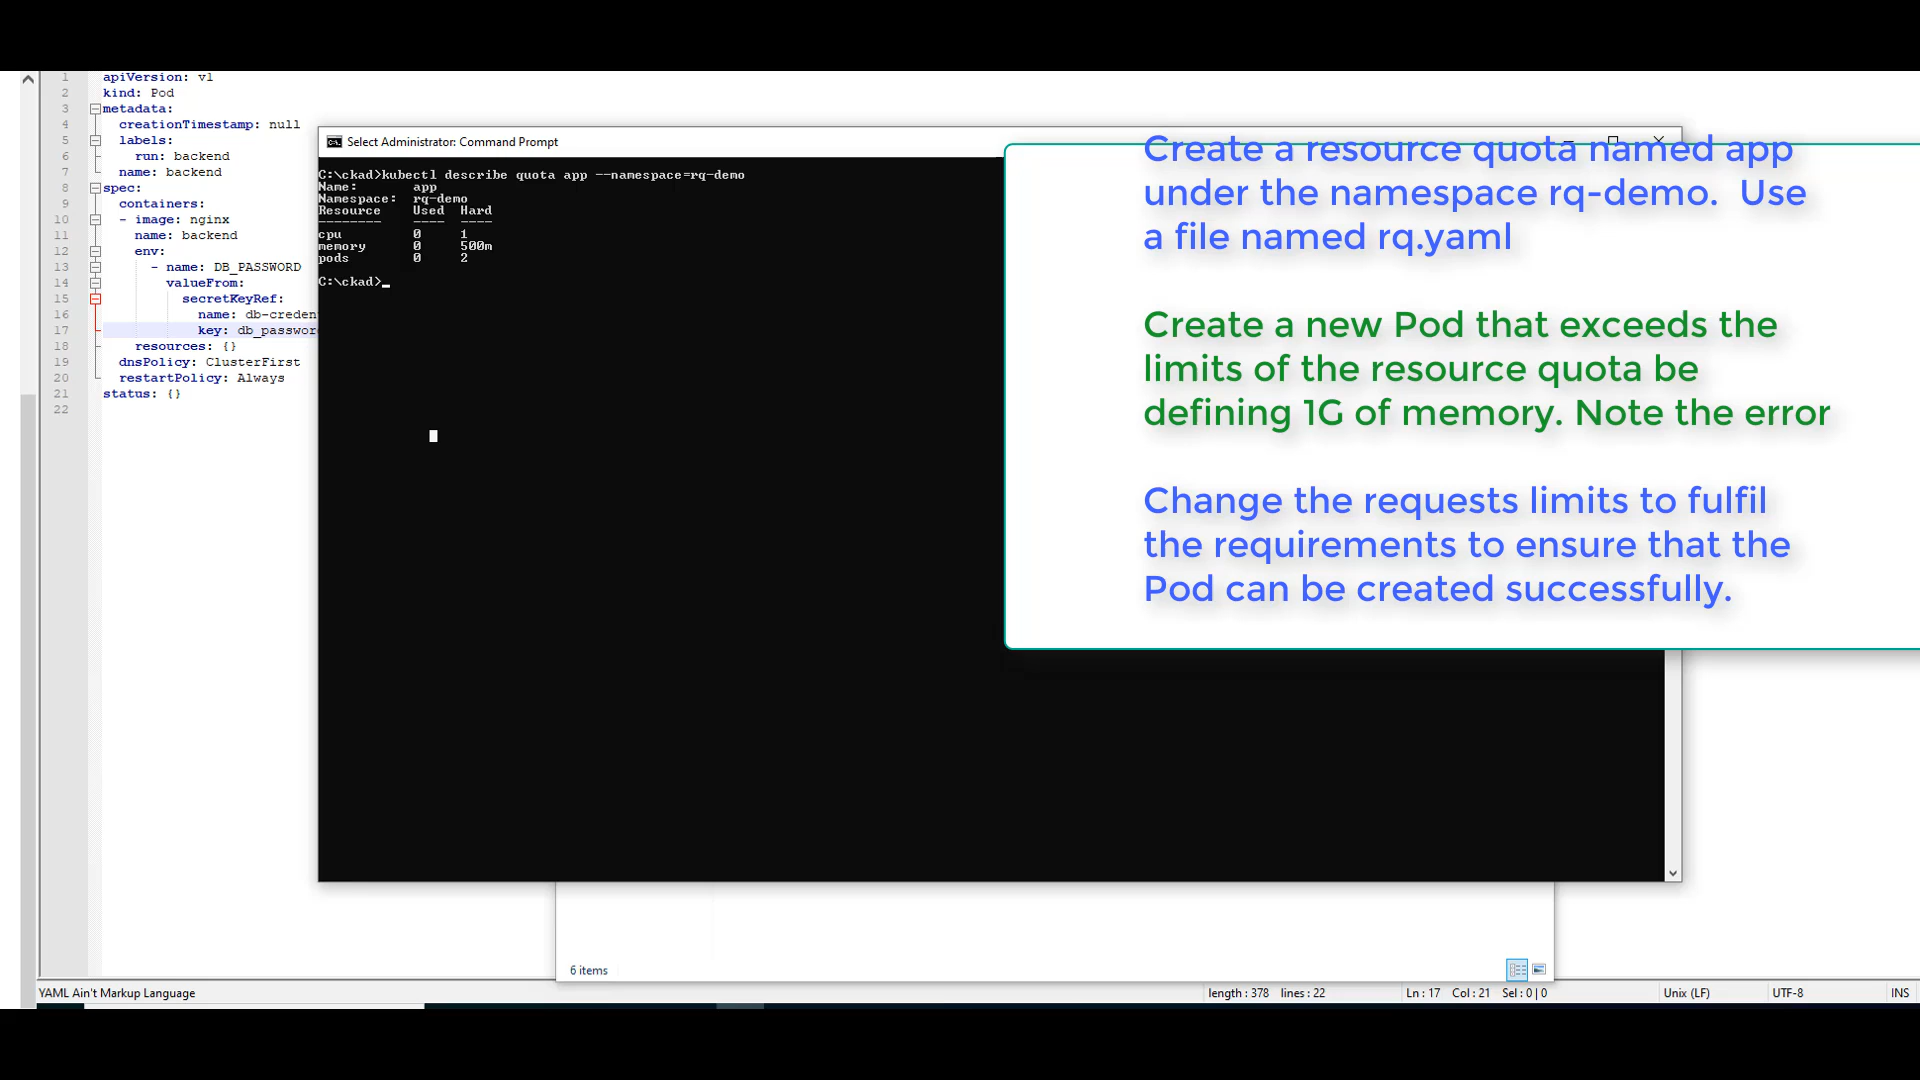 1 apiVersion: v1
2 kind: Pod
3 metadata:
4 creationTimestamp: null
5 labels:
6 run: backend
7 name: backend
8 spec:
9 containers:
10 - image: nginx
11 name: backend
12 env:
13 - name: DB_PASSWORD
14 valueFrom:
15 secretKeyRef:
16 name: db-creden
17 key: db_passwor
18 resources: {}
19 dnsPolicy: ClusterFirst
20 restartPolicy: Always
21 status: {}
22
Select Administrator: Command Prompt
C:\ckad>kubectl describe quota app --namespace=rq-demo
Name: app
Namespace: rq-demo
Resource Used Hard
-------- ---- ----
cpu 0 1
memory 0 500m
pods 0 2
C:\ckad>
Create a resource quota named app
under the namespace rq-demo. Use
a file named rq.yaml
Create a new Pod that exceeds the
limits of the resource quota be
defining 1G of memory. Note the error
Change the requests limits to fulfil
the requirements to ensure that the
Pod can be created successfully.
6 items
YAML Ain't Markup Language length : 378 lines : 22 Ln : 17 Col : 21 Sel : 0 | 0 Unix (LF) UTF-8 INS